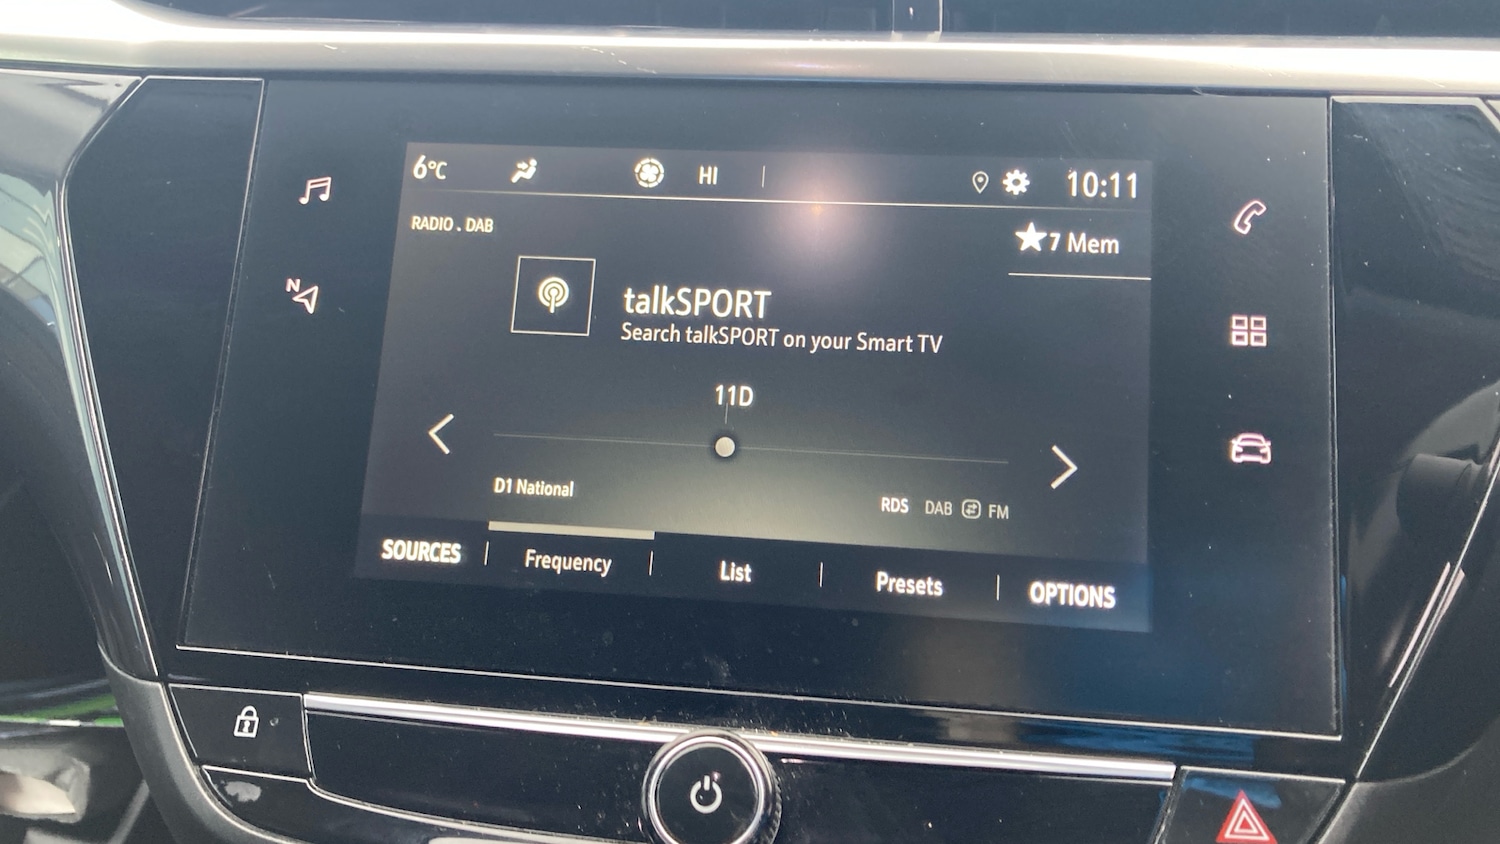 6°C HI 10:11
RADIO . DAB
7 Mem
talkSPORT
Search talkSPORT on your Smart TV
11D
D1 National
RDS DAB FM
SOURCES Frequency List Presets OPTIONS
N